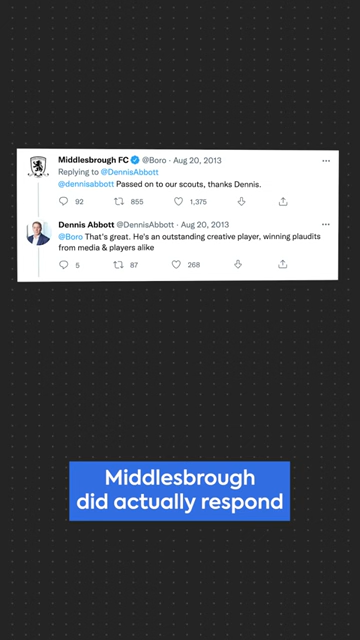 Middlesbrough FC @Boro · Aug 20, 2013
Replying to @DennisAbbott
@dennisabbott Passed on to our scouts, thanks Dennis.
92 855 1,375
Dennis Abbott @DennisAbbott · Aug 20, 2013
@Boro That's great. He's an outstanding creative player, winning plaudits
from media & players alike
5 87 268
Middlesbrough
did actually respond